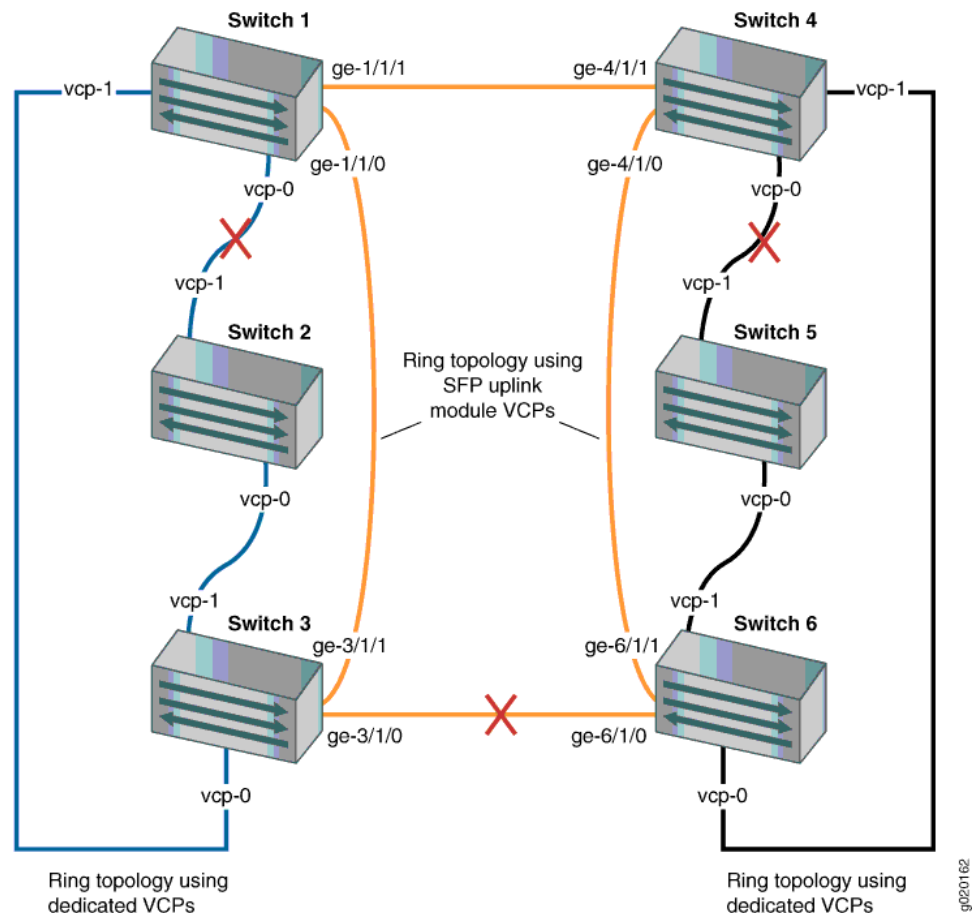 Switch 1
Switch 4
ge-1/1/1
ge-4/1/1
vcp-1
vcp-1
ge-1/1/0
ge-4/1/0
vcp-0
vcp-0
vcp-1
vcp-1
Switch 2
Switch 5
Ring topology using
SFP uplink
module VCPs
vcp-0
vcp-0
vcp-1
vcp-1
Switch 3
Switch 6
ge-3/1/1
ge-6/1/1
ge-3/1/0
ge-6/1/0
vcp-0
vcp-0
Ring topology using
dedicated VCPs
Ring topology using
dedicated VCPs
g020162